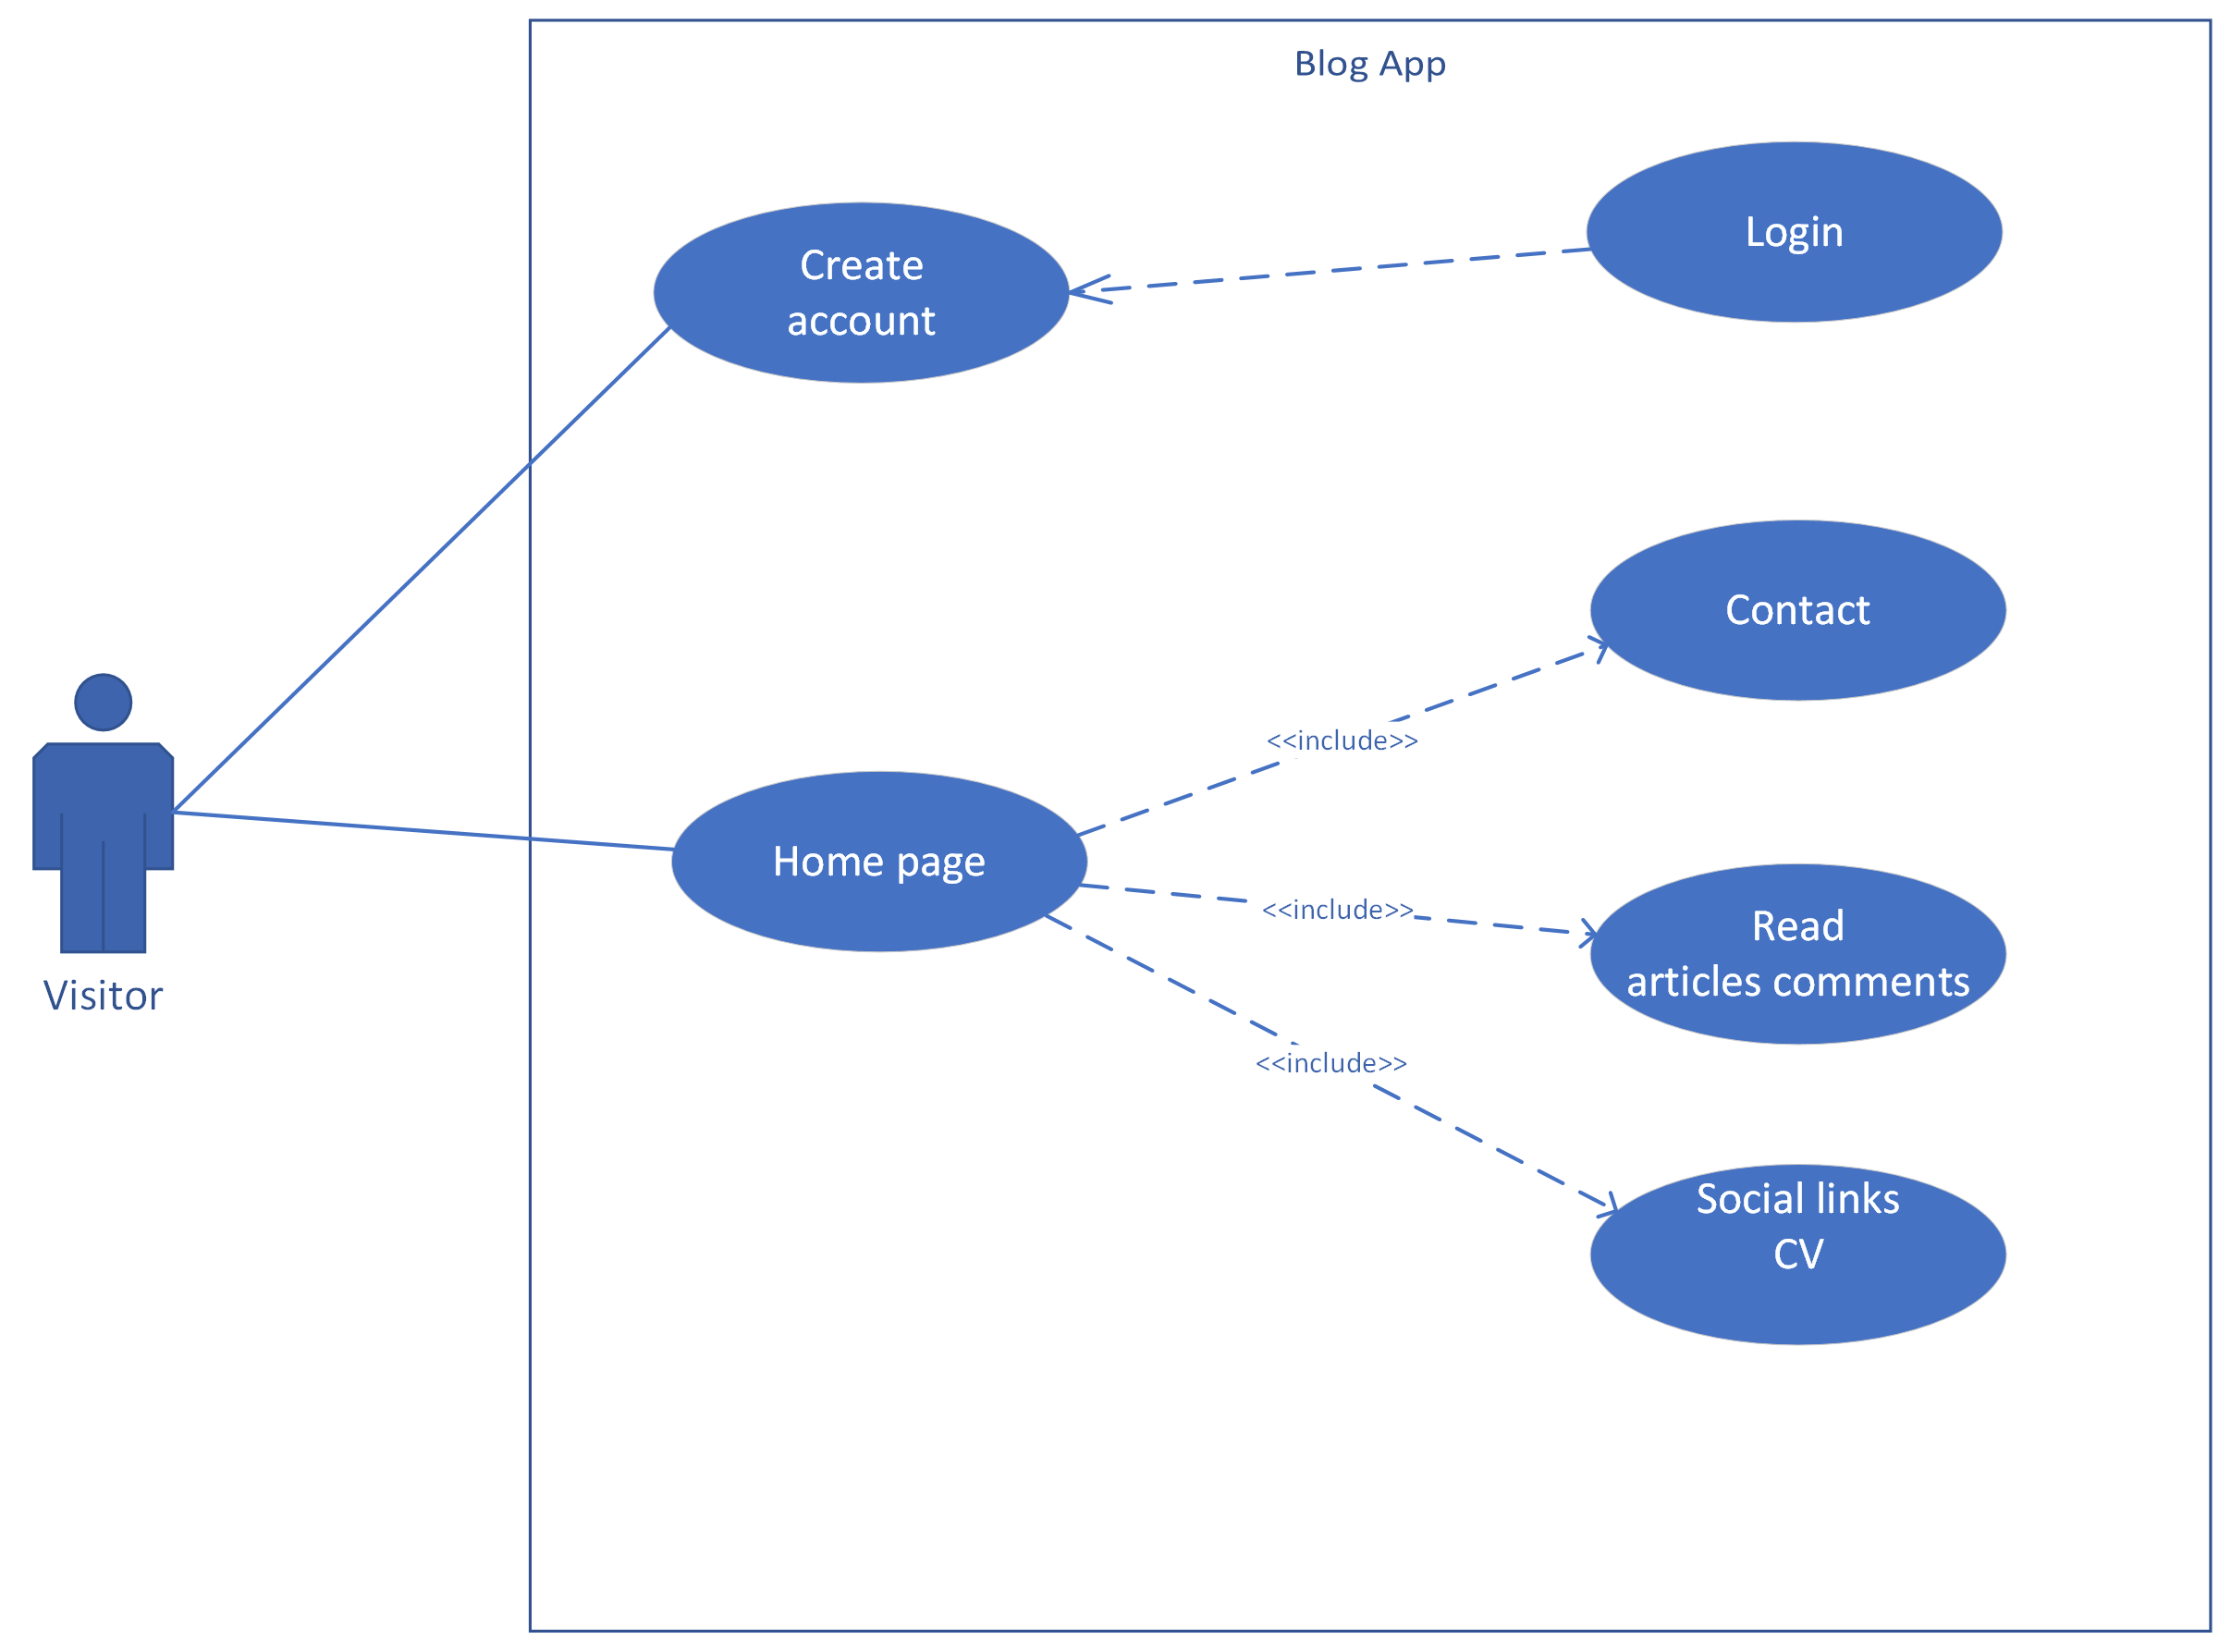 Blog App
Login
Create
account
Contact
<<include>>
Home page
<<include>>
Read
articles comments
Visitor
<<include>>
Social links
CV